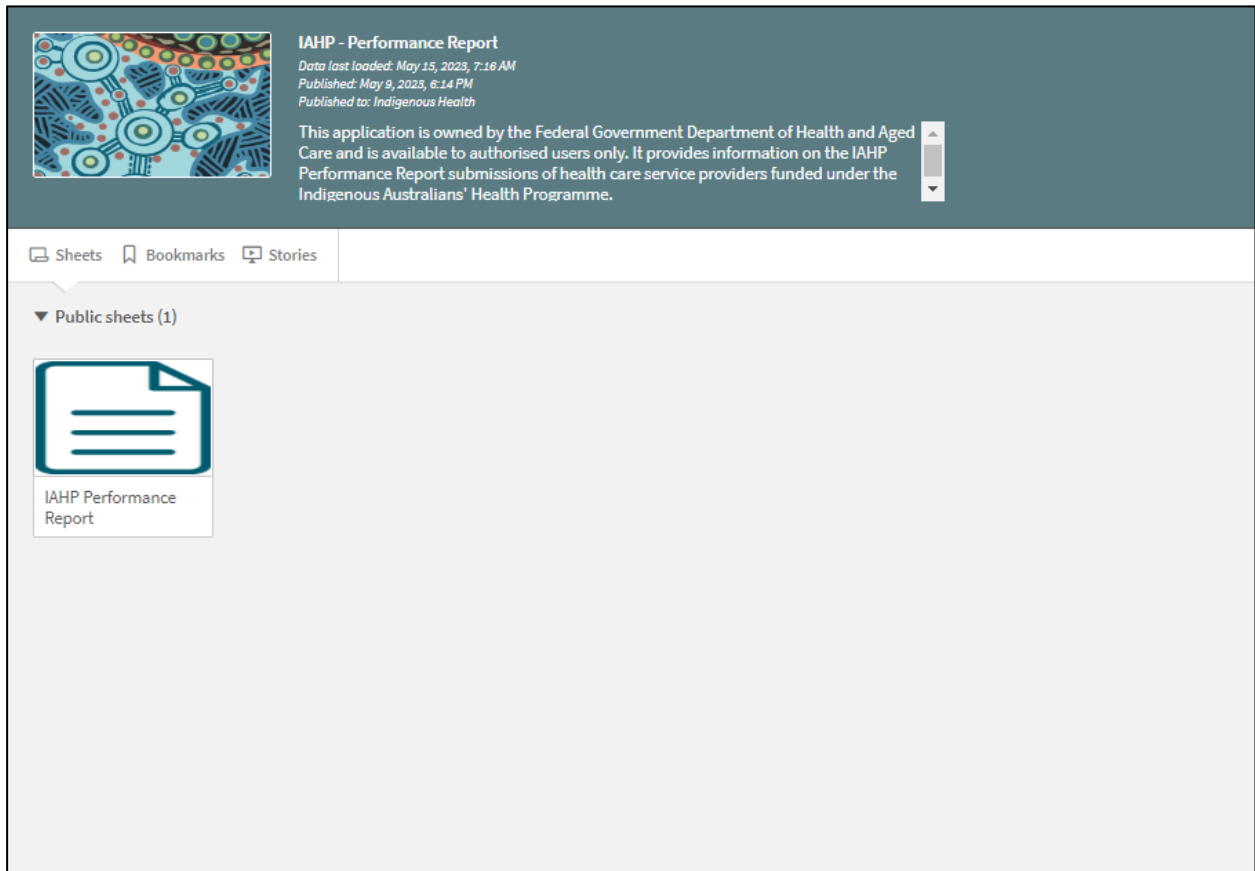 IAHP - Performance Report
Data last loaded: May 15, 2023, 7:16 AM
Published: May 9, 2023, 6:14 PM
Published to: Indigenous Health
This application is owned by the Federal Government Department of Health and Aged
Care and is available to authorised users only. It provides information on the IAHP
Performance Report submissions of health care service providers funded under the
Indigenous Australians' Health Programme.
Sheets Bookmarks Stories
Public sheets (1)
IAHP Performance
Report